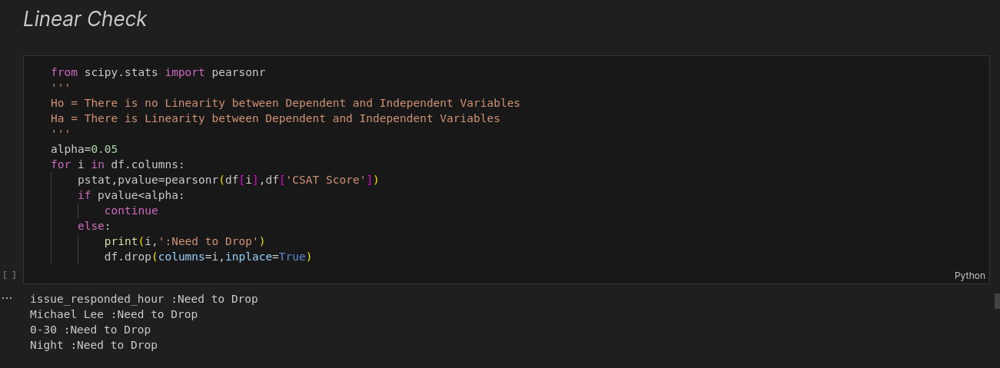 Linear Check
from scipy.stats import pearsonr
'''
Ho = There is no Linearity between Dependent and Independent Variables
Ha = There is Linearity between Dependent and Independent Variables
'''
alpha=0.05
for i in df.columns:
    pstat,pvalue=pearsonr(df[i],df['CSAT Score'])
    if pvalue<alpha:
        continue
    else:
        print(i,':Need to Drop')
        df.drop(columns=i,inplace=True)
[ ]
Python
...
issue_responded_hour :Need to Drop
Michael Lee :Need to Drop
0-30 :Need to Drop
Night :Need to Drop